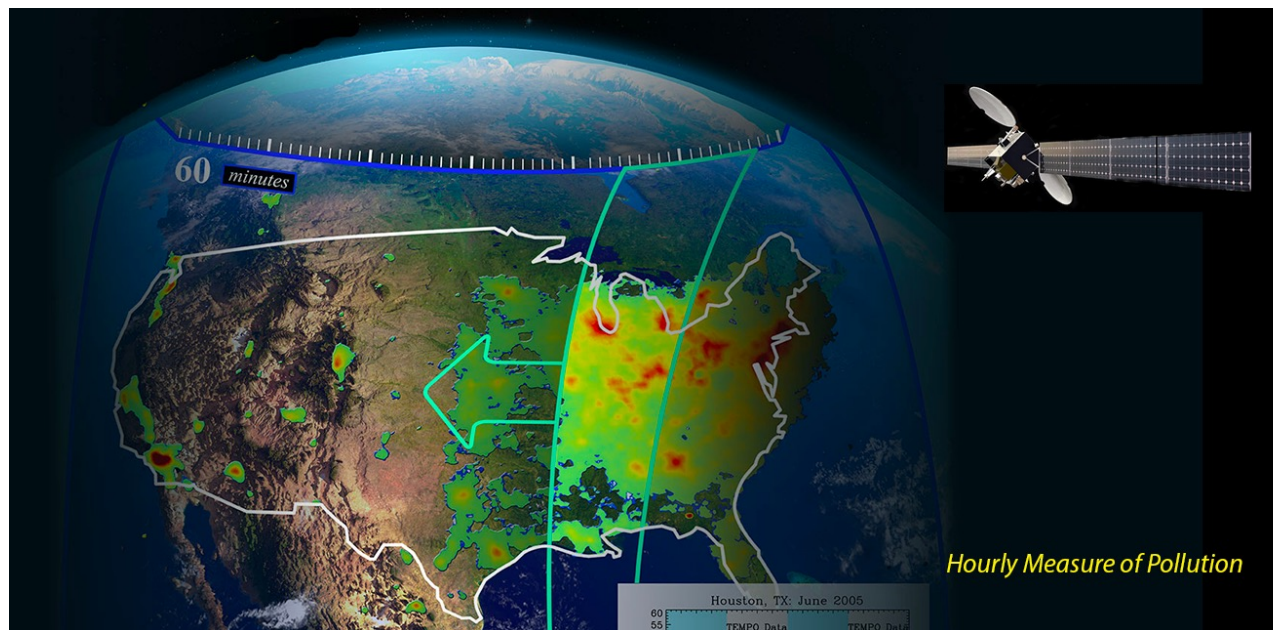 60 minutes
Hourly Measure of Pollution
Houston, TX: June 2005
60
55
TEMPO Data TEMPO Data